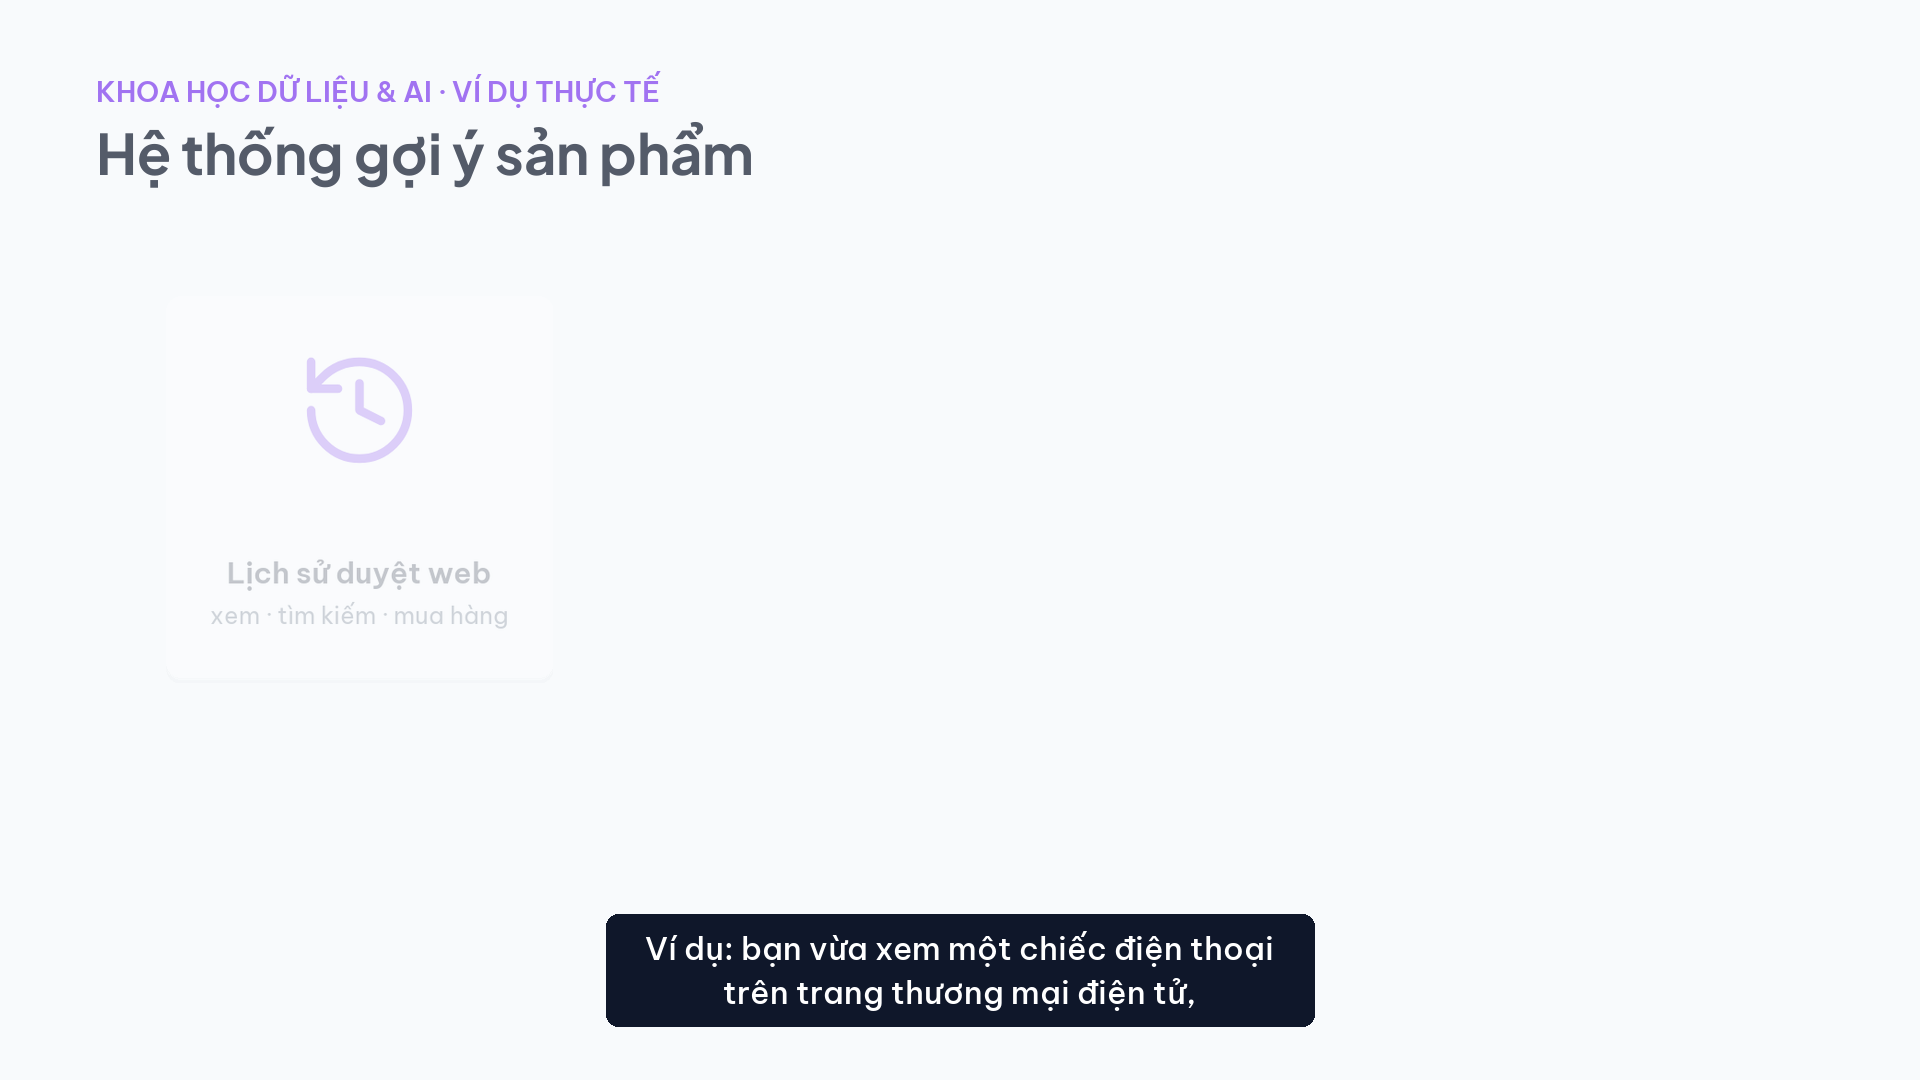 KHOA HỌC DỮ LIỆU & AI · VÍ DỤ THỰC TẾ
Hệ thống gợi ý sản phẩm
Lịch sử duyệt web
xem · tìm kiếm · mua hàng
Ví dụ: bạn vừa xem một chiếc điện thoại
trên trang thương mại điện tử,